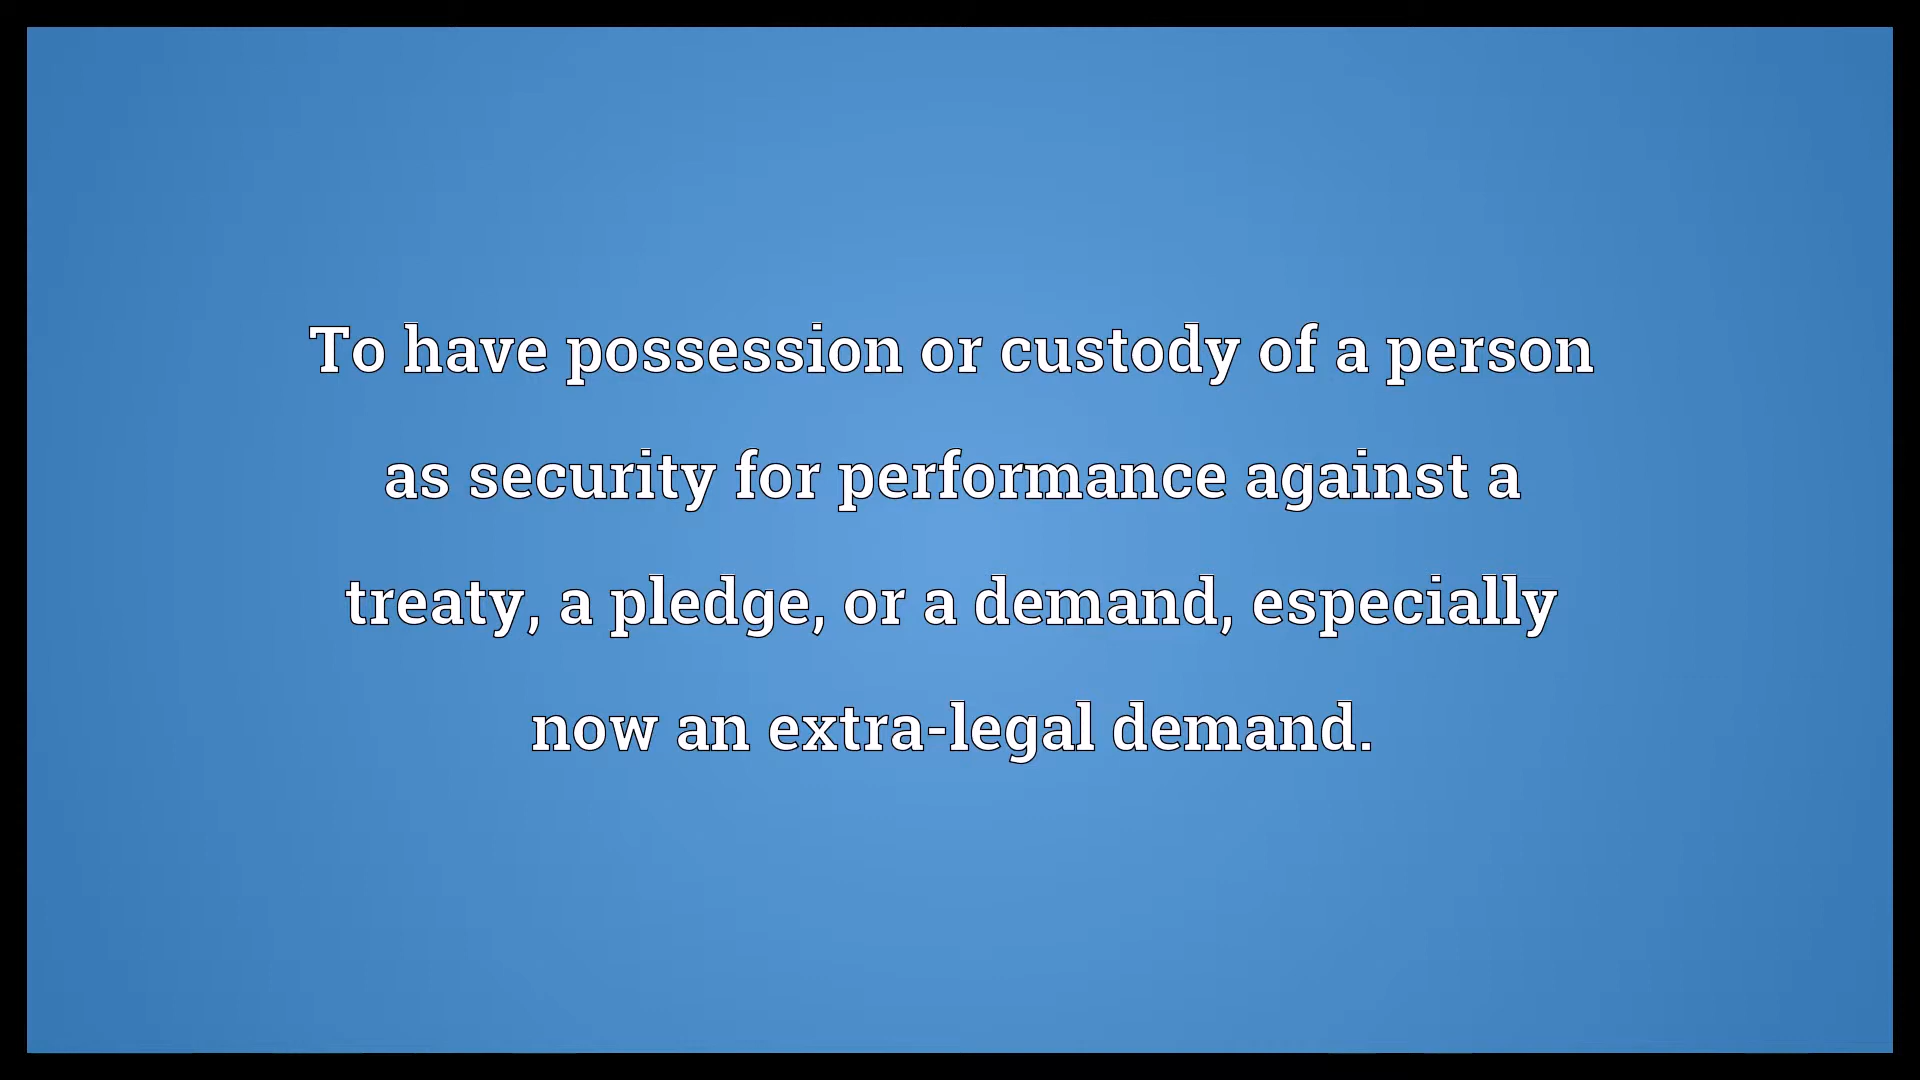 To have possession or custody of a person
as security for performance against a
treaty, a pledge, or a demand, especially
now an extra-legal demand.